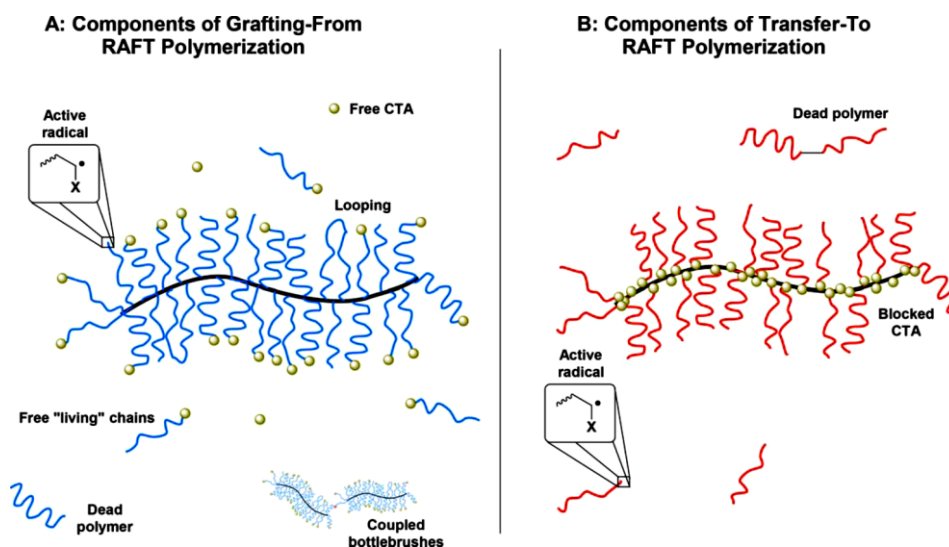 A: Components of Grafting-From
RAFT Polymerization
Free CTA
Active
radical
X
Looping
Free "living" chains
Dead
polymer
Coupled
bottlebrushes
B: Components of Transfer-To
RAFT Polymerization
Dead polymer
Blocked
CTA
Active
radical
X